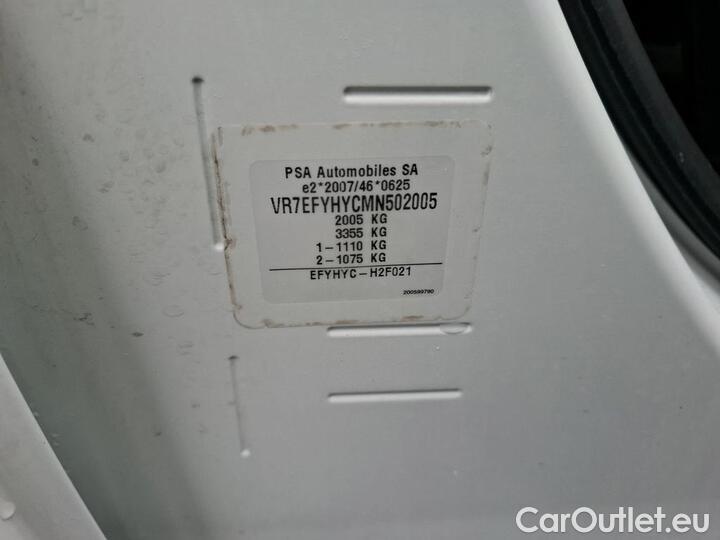 PSA Automobiles SA
e2*2007/46*0625
VR7EFYHYCMN502005
2005 KG
3355 KG
1-1110 KG
2-1075 KG
EFYHYC-H2F021
200599790
CarOutlet.eu